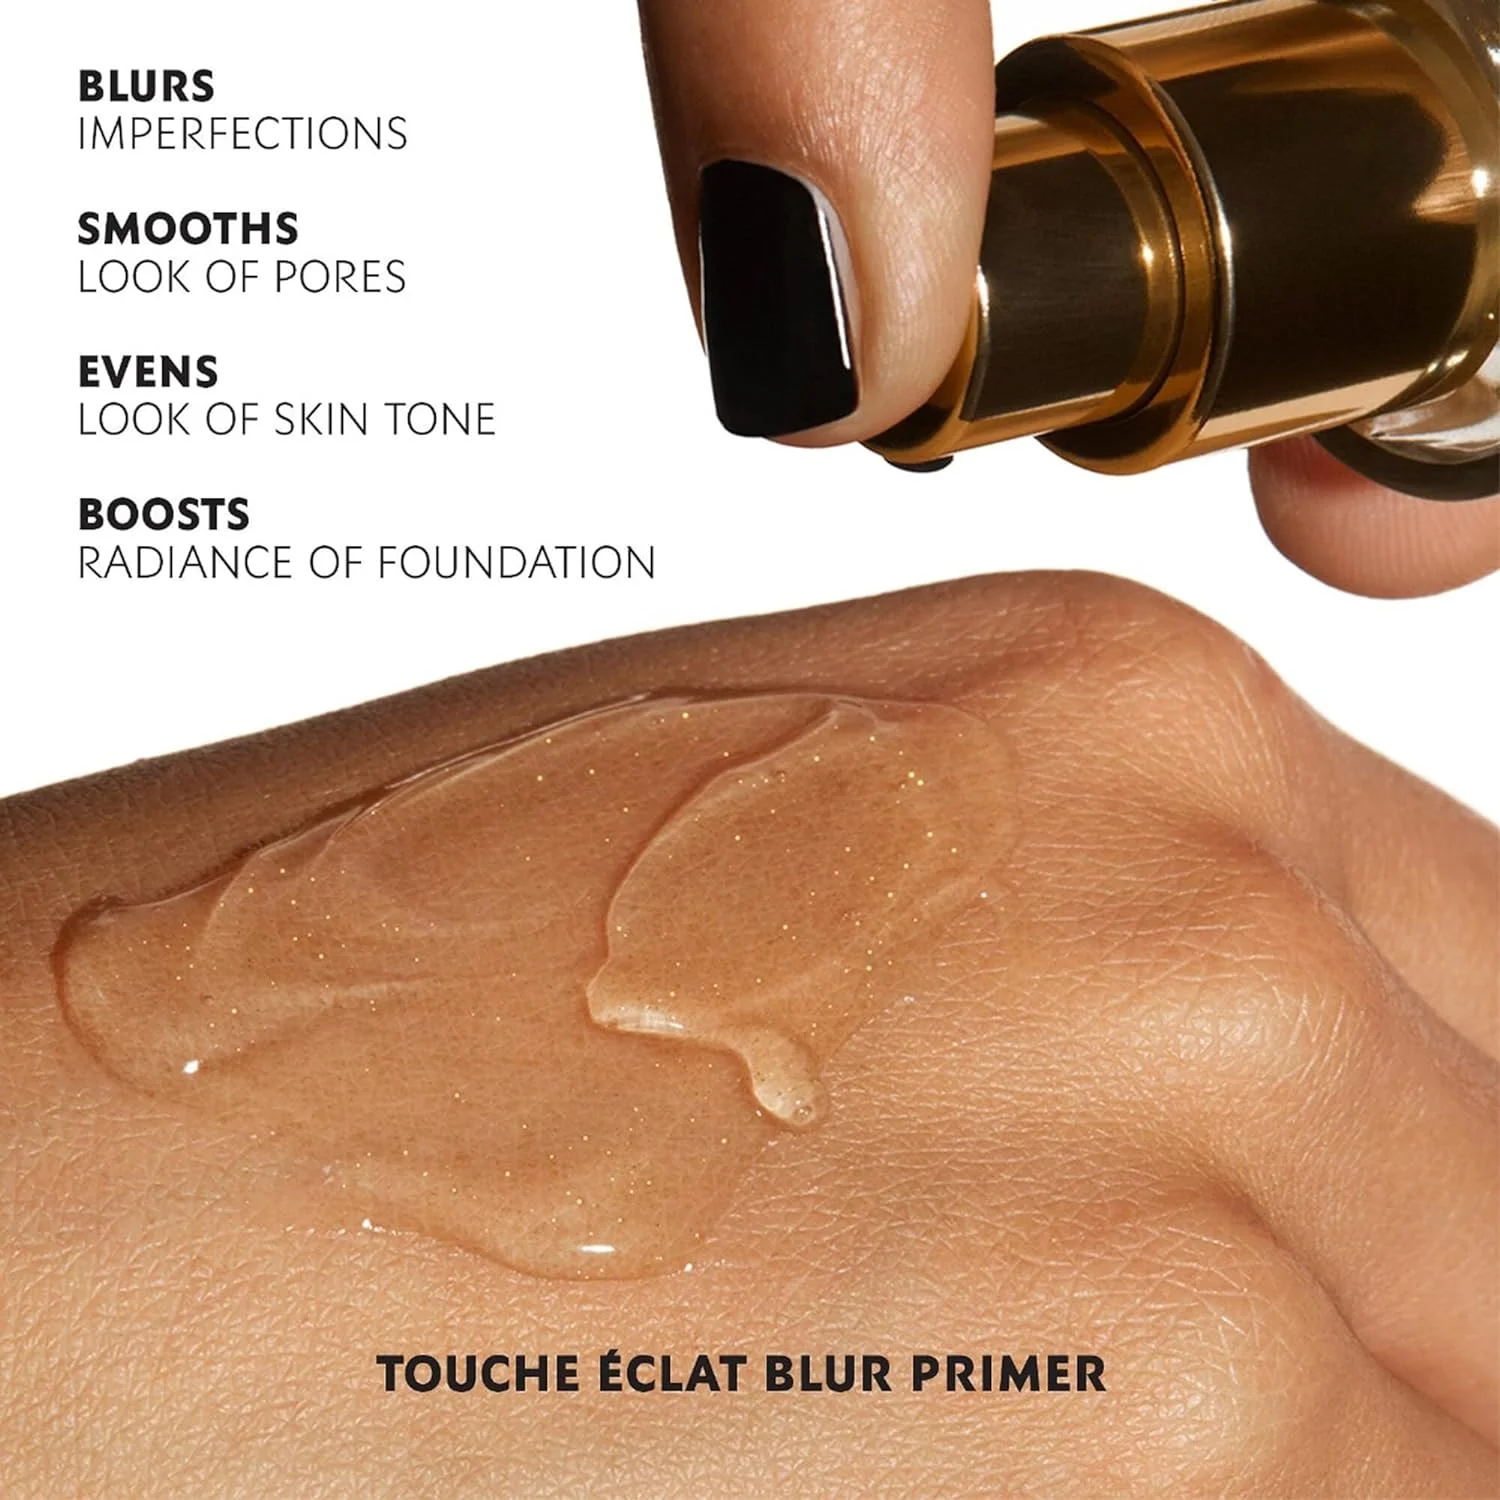 BLURS
IMPERFECTIONS
SMOOTHS
LOOK OF PORES
EVENS
LOOK OF SKIN TONE
BOOSTS
RADIANCE OF FOUNDATION
TOUCHE ÉCLAT BLUR PRIMER